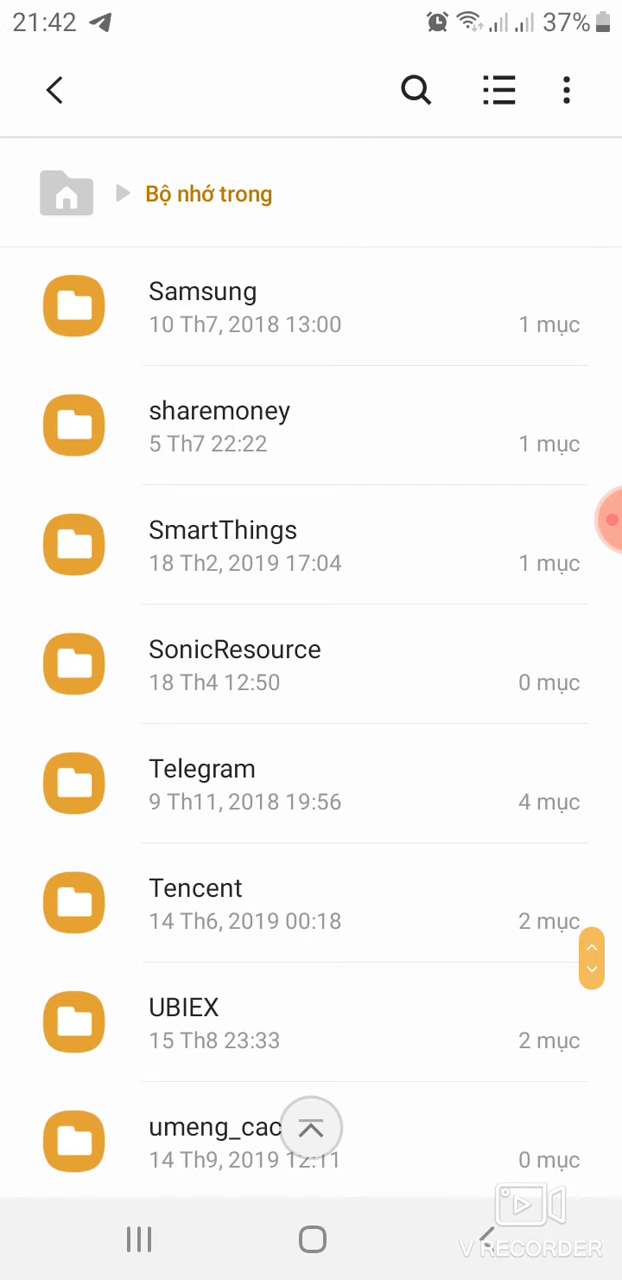 21:42 37%
Bộ nhớ trong
Samsung
10 Th7, 2018 13:00 1 mục
sharemoney
5 Th7 22:22 1 mục
SmartThings
18 Th2, 2019 17:04 1 mục
SonicResource
18 Th4 12:50 0 mục
Telegram
9 Th11, 2018 19:56 4 mục
Tencent
14 Th6, 2019 00:18 2 mục
UBIEX
15 Th8 23:33 2 mục
umeng_cac
14 Th9, 2019 12:11 0 mục
V RECORDER